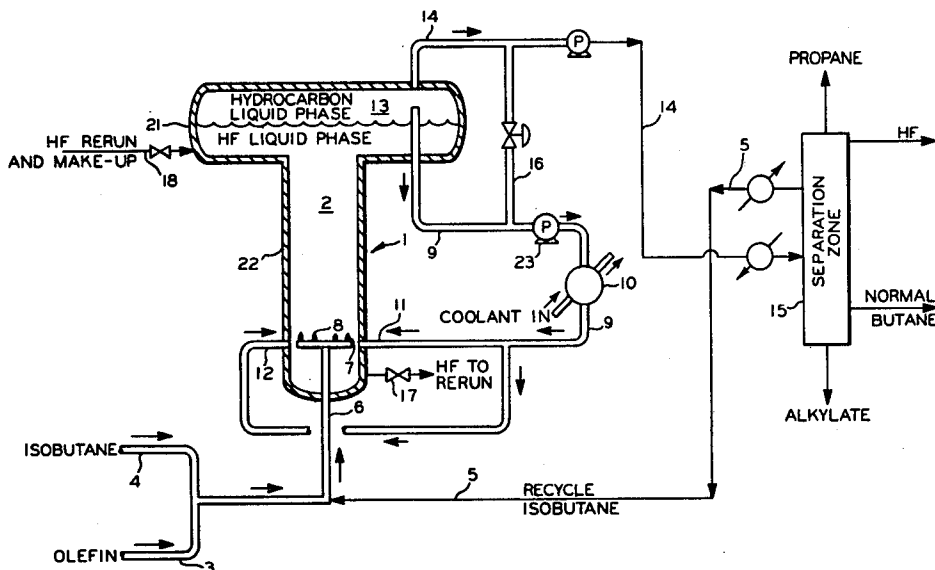 14
P
PROPANE
HYDROCARBON
LIQUID PHASE
13
21
HF LIQUID PHASE
14
HF
HF RERUN
AND MAKE-UP
18
5
16
2
P
9
23
1
22
SEPARATION
ZONE
10
COOLANT IN
NORMAL
BUTANE
15
8
11
9
12
7
HF TO
RERUN
17
6
ALKYLATE
ISOBUTANE
4
5
RECYCLE
ISOBUTANE
OLEFIN
3